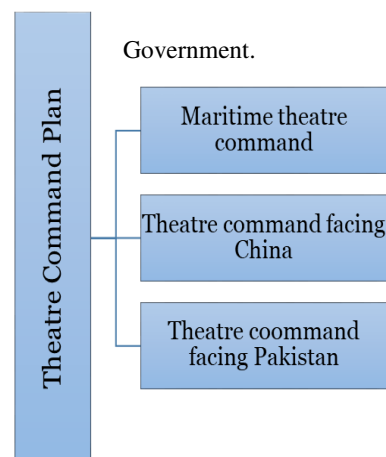 Government.
Theatre Command Plan
Maritime theatre
command
Theatre command facing
China
Theatre coommand
facing Pakistan